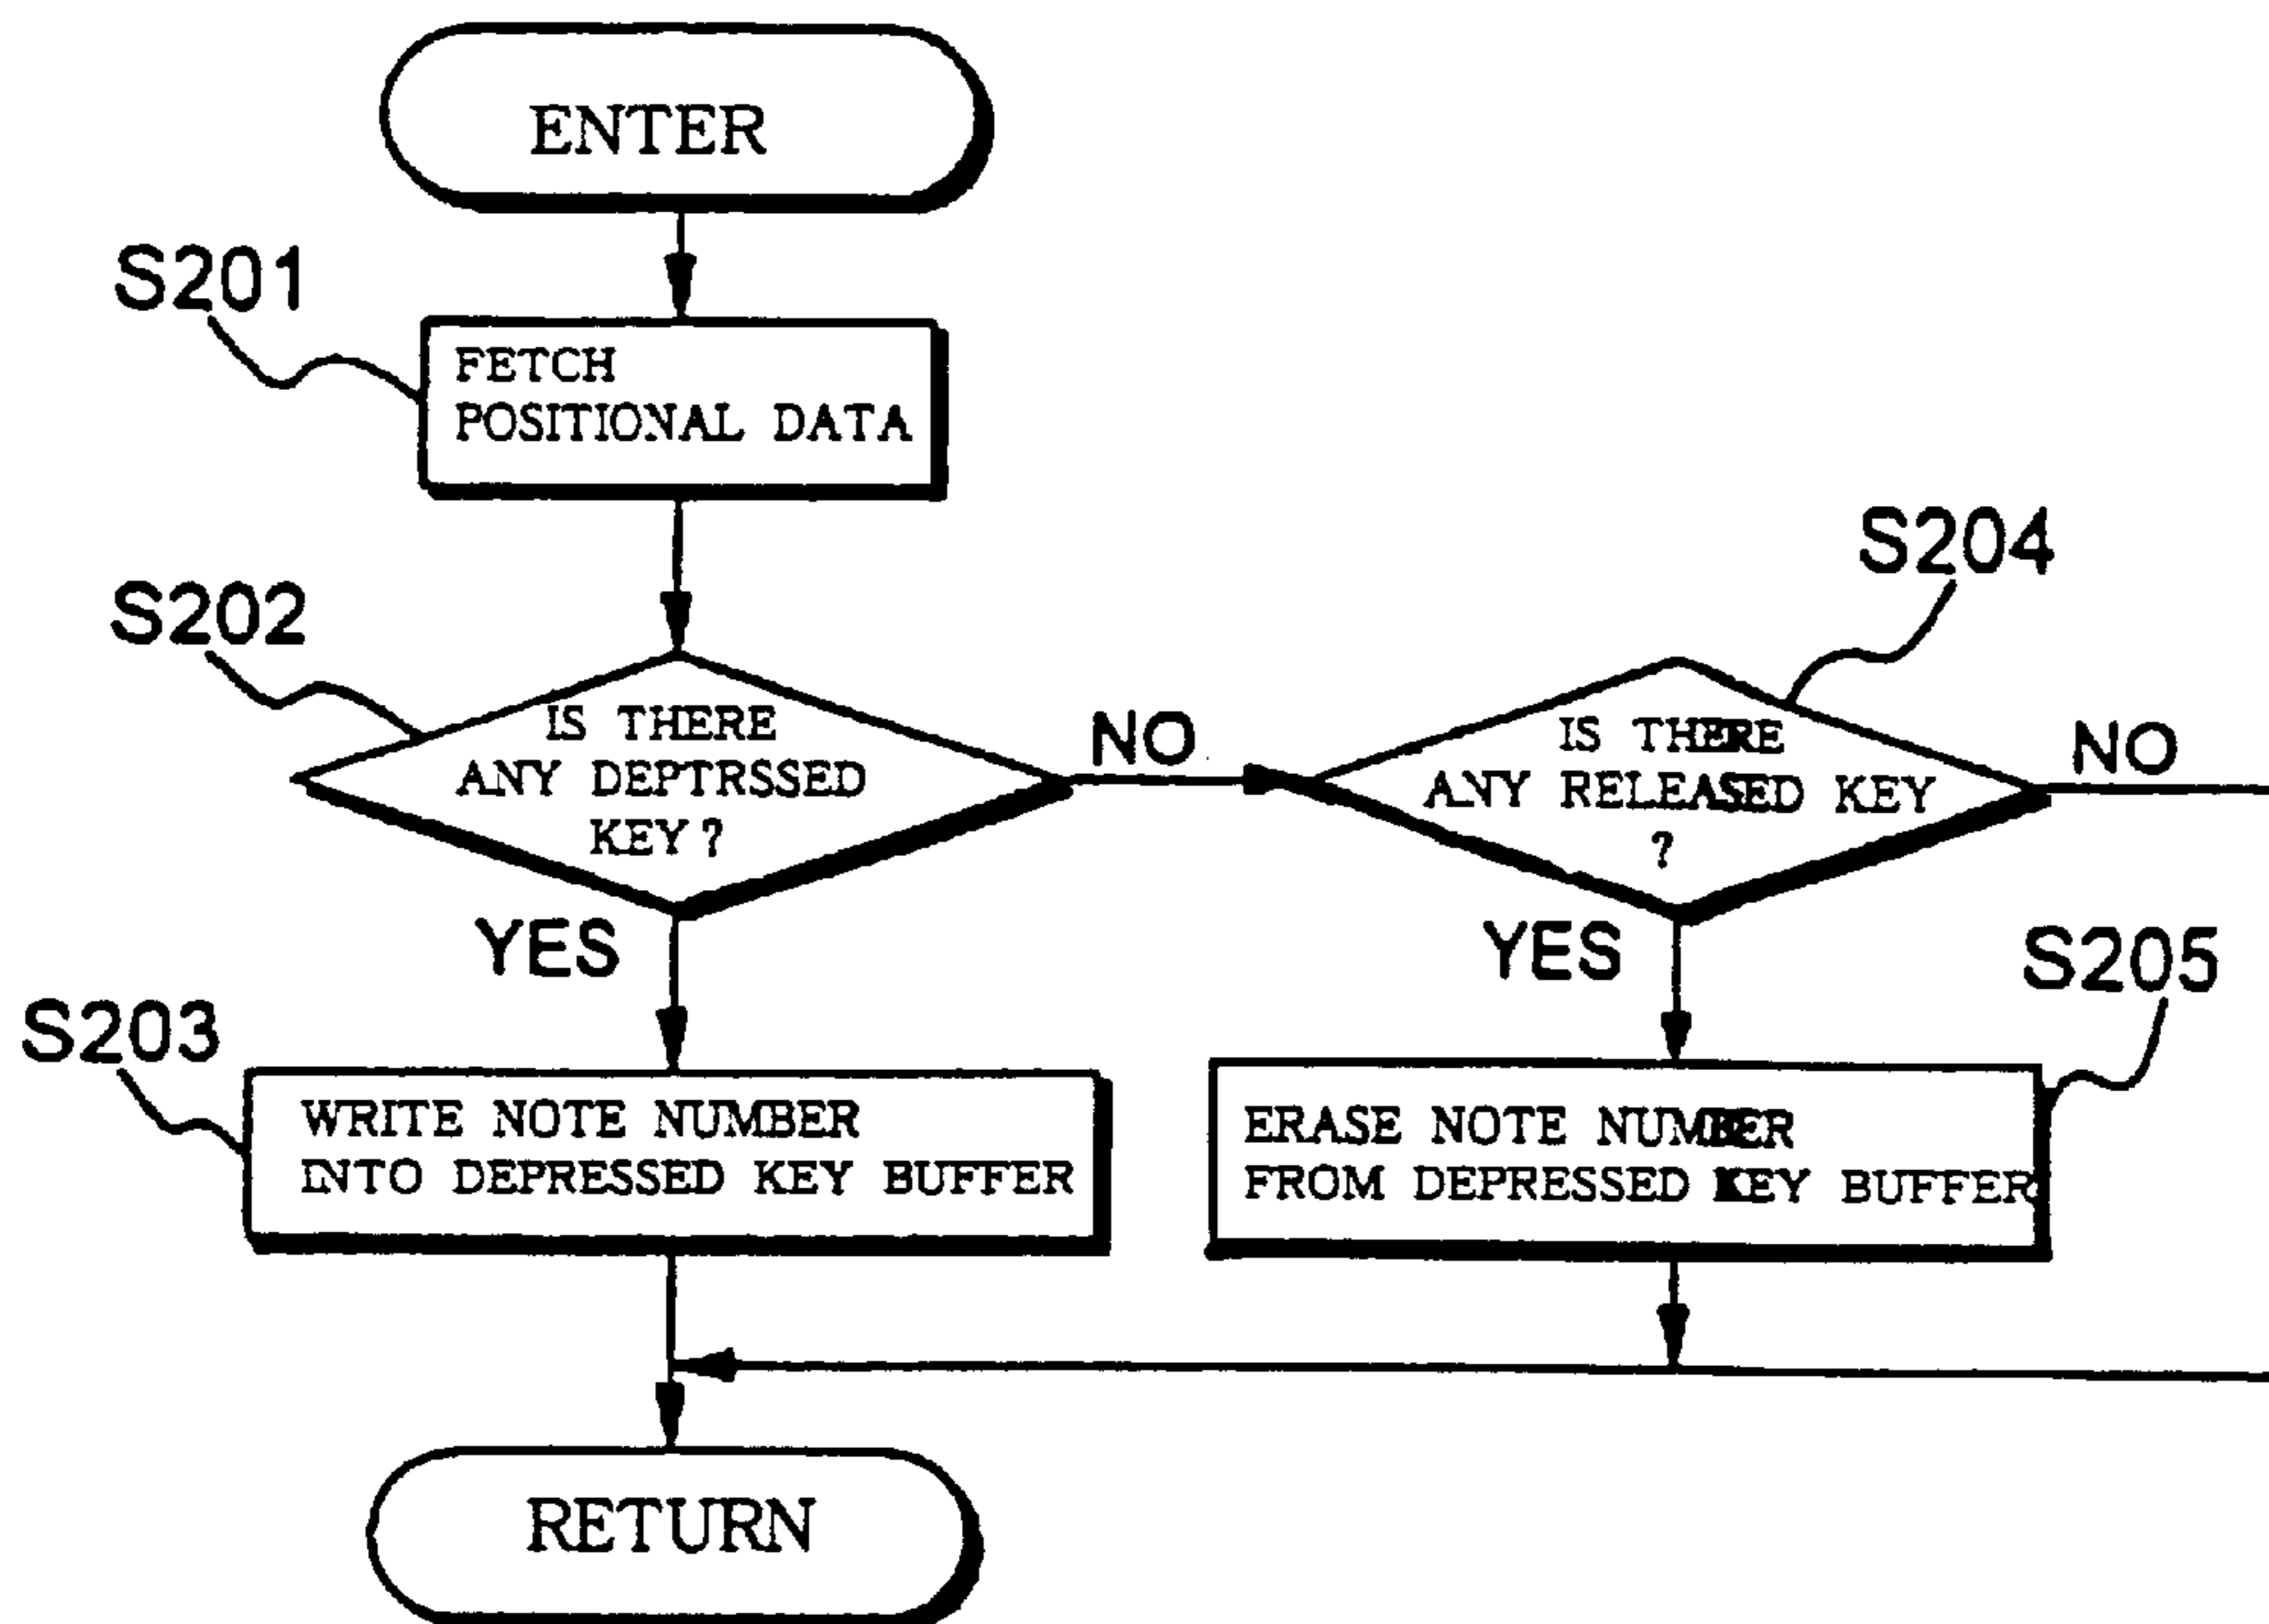 ENTER
S201
FETCH
POSITIONAL DATA
S202
IS THERE
ANY DEPTRSSED
KEY?
NO
S204
IS THERE
ANY RELEASED KEY
?
NO
YES
YES
S203
WRITE NOTE NUMBER
INTO DEPRESSED KEY BUFFER
S205
ERASE NOTE NUMBER
FROM DEPRESSED KEY BUFFER
RETURN